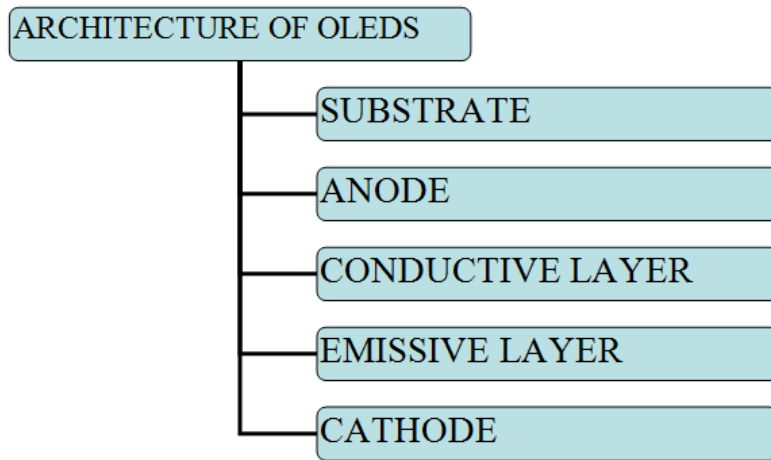 ARCHITECTURE OF OLEDS
SUBSTRATE
ANODE
CONDUCTIVE LAYER
EMISSIVE LAYER
CATHODE